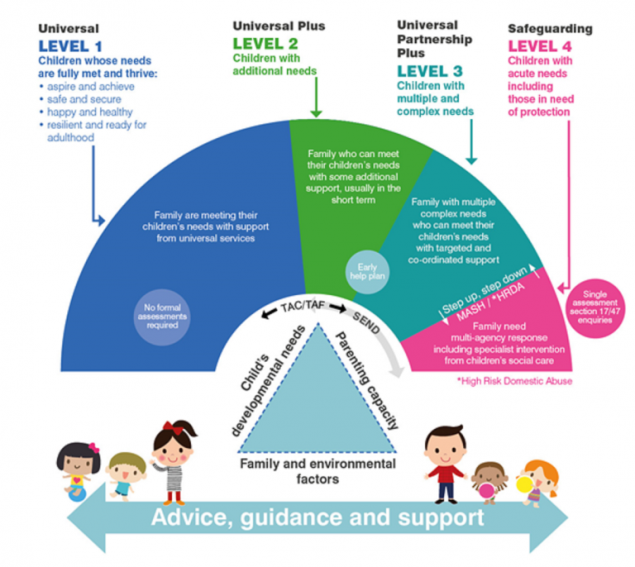 Universal
LEVEL 1
Children whose needs
are fully met and thrive:
• aspire and achieve
• safe and secure
• happy and healthy
• resilient and ready for
adulthood
Universal Plus
LEVEL 2
Children with
additional needs
Universal
Partnership
Plus
LEVEL 3
Children with
multiple and
complex needs
Safeguarding
LEVEL 4
Children with
acute needs
including
those in need
of protection
Family are meeting their
children's needs with support
from universal services
No formal
assessments
required
Family who can meet
their children's needs
with some additional
support, usually in the
short term
Early
help plan
Family with multiple
complex needs
who can meet their
children's needs
with targeted and
co-ordinated support
Step up, step down
MASH / *HRDA
Family need
multi-agency response
including specialist intervention
from children's social care
Single
assessment
section 17/47
enquiries
*High Risk Domestic Abuse
TAC/TAF
SEND
Child's
developmental needs
Parenting capacity
Family and environmental
factors
Advice, guidance and support